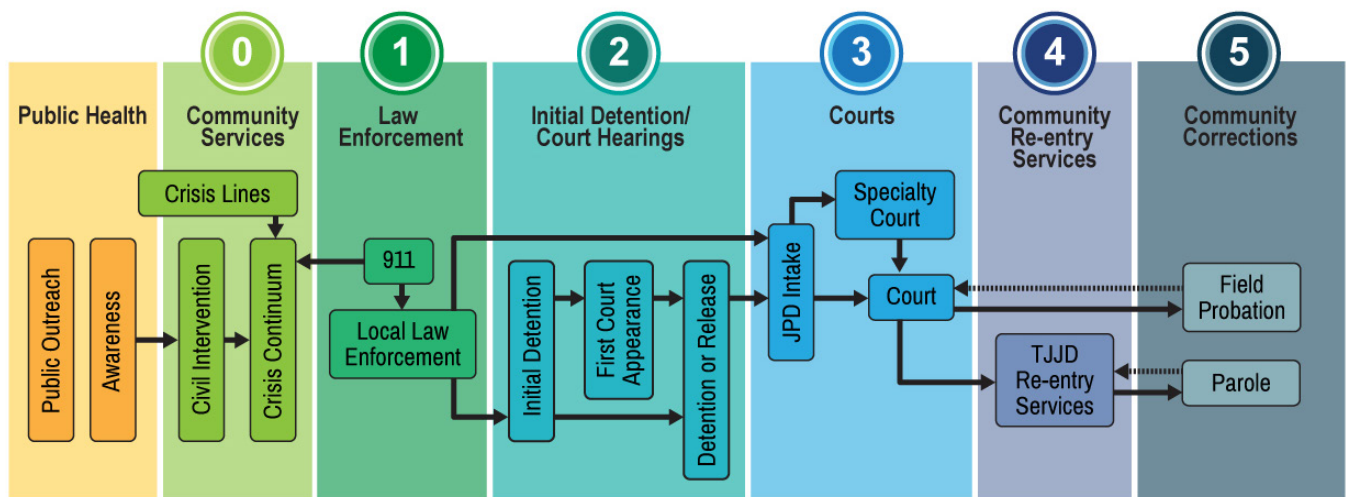 0
1
2
3
4
5
Public Health
Community
Services
Law
Enforcement
Initial Detention/
Court Hearings
Courts
Community
Re-entry
Services
Community
Corrections
Public Outreach
Awareness
Crisis Lines
Civil Intervention
Crisis Continuum
911
Local Law
Enforcement
Initial Detention
First Court
Appearance
Detention or Release
JPD Intake
Specialty
Court
Court
TJJD
Re-entry
Services
Field
Probation
Parole